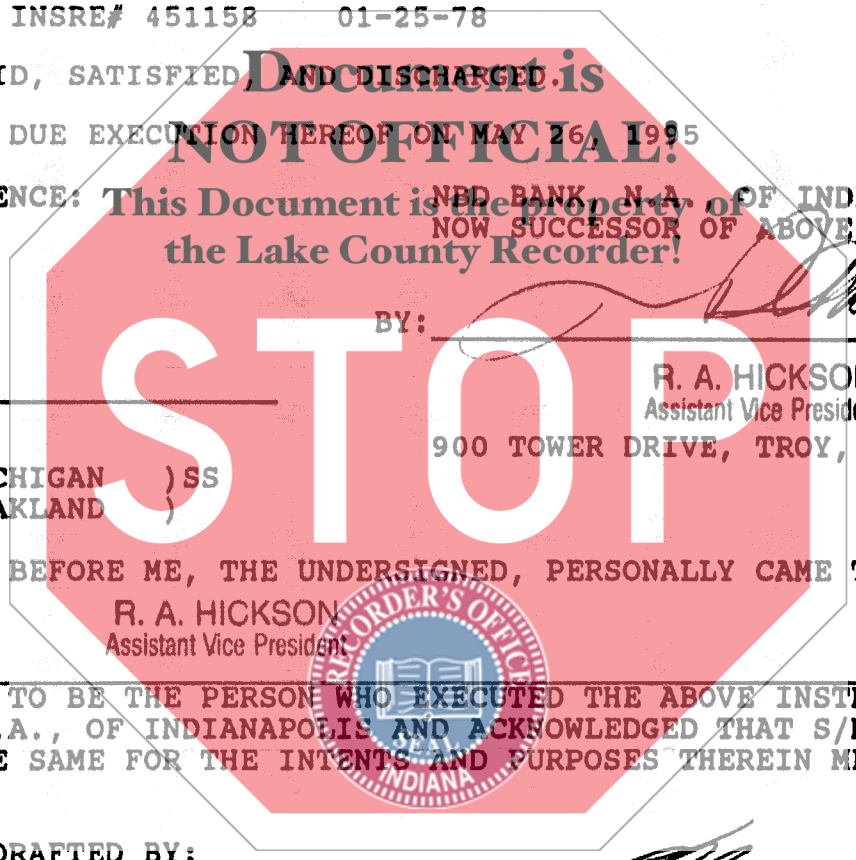 INSRE# 451158 01-25-78
ID, SATISFIED, AND DISCHARGED.
Document is
DUE EXECUTION HEREOF ON MAY 26, 1995
NOT OFFICIAL!
ENCE: NBD BANK, N.A., OF IND
This Document is the property of
NOW SUCCESSOR OF ABOVE
the Lake County Recorder!
BY:
STOP
R. A. HICKSON
Assistant Vice Preside
900 TOWER DRIVE, TROY,
CHIGAN )SS
AKLAND )
BEFORE ME, THE UNDERSIGNED, PERSONALLY CAME T
R. A. HICKSON
Assistant Vice President
RECORDER'S OFFICE
SEAL
INDIANA
TO BE THE PERSON WHO EXECUTED THE ABOVE INST
.A., OF INDIANAPOLIS AND ACKNOWLEDGED THAT S/
E SAME FOR THE INTENTS AND PURPOSES THEREIN M
DRAFTED BY: